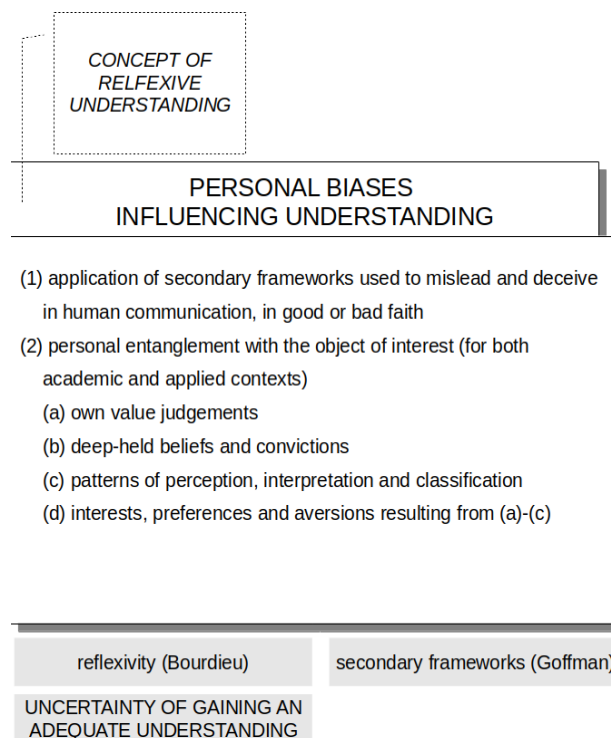 CONCEPT OF
RELFEXIVE
UNDERSTANDING
PERSONAL BIASES
INFLUENCING UNDERSTANDING
(1) application of secondary frameworks used to mislead and deceive
in human communication, in good or bad faith
(2) personal entanglement with the object of interest (for both
academic and applied contexts)
(a) own value judgements
(b) deep-held beliefs and convictions
(c) patterns of perception, interpretation and classification
(d) interests, preferences and aversions resulting from (a)-(c)
reflexivity (Bourdieu)
secondary frameworks (Goffman)
UNCERTAINTY OF GAINING AN
ADEQUATE UNDERSTANDING